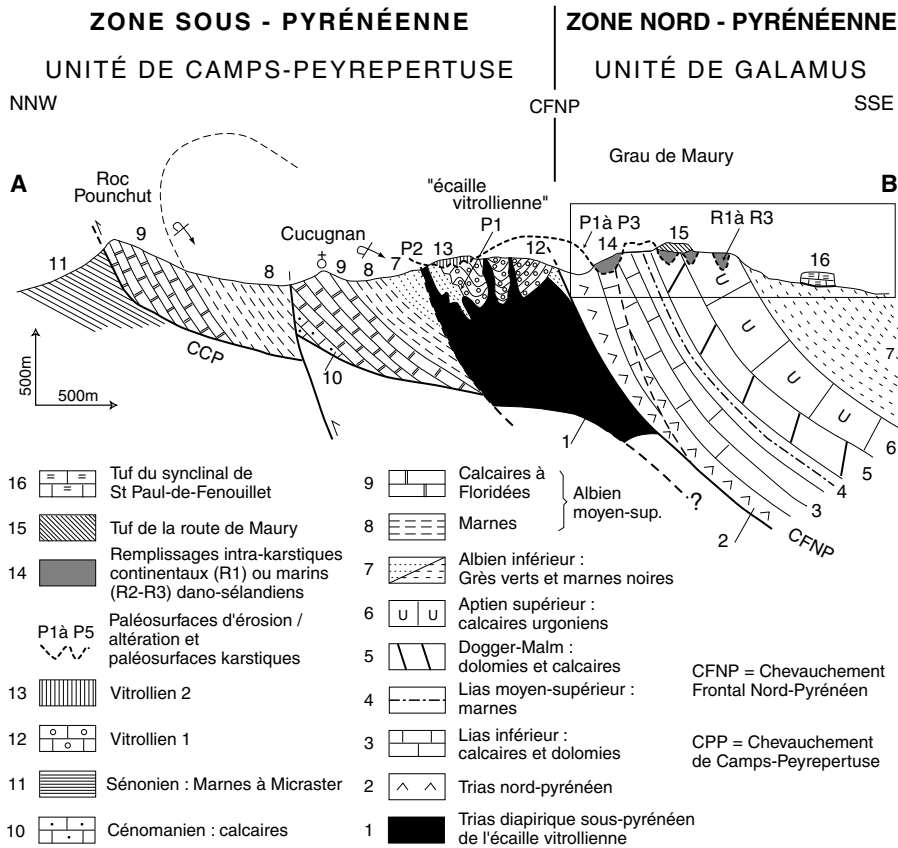 ZONE SOUS - PYRÉNÉENNE
ZONE NORD - PYRÉNÉENNE
UNITÉ DE CAMPS-PEYREPERTUSE
UNITÉ DE GALAMUS
NNW
CFNP
SSE
Grau de Maury
A
Roc
Pounchut
"écaille
vitrollienne"
P1
B
P1à P3
R1à R3
Cucugnan
P2
11
9
8
9
8
7
13
12
14
15
16
U
U
U
U
7
CCP
10
500m
500m
1
?
2
CFNP
3
4
5
6
16
Tuf du synclinal de
St Paul-de-Fenouillet
15
Tuf de la route de Maury
14
Remplissages intra-karstiques
continentaux (R1) ou marins
(R2-R3) dano-sélandiens
P1à P5
Paléosurfaces d'érosion /
altération et
paléosurfaces karstiques
13
Vitrollien 2
12
Vitrollien 1
11
Sénonien : Marnes à Micraster
10
Cénomanien : calcaires
9
Calcaires à
Floridées
8
Marnes
Albien
moyen-sup.
7
Albien inférieur :
Grès verts et marnes noires
6
U U
Aptien supérieur :
calcaires urgoniens
5
Dogger-Malm :
dolomies et calcaires
4
Lias moyen-supérieur :
marnes
3
Lias inférieur :
calcaires et dolomies
2
Trias nord-pyrénéen
1
Trias diapirique sous-pyrénéen
de l'écaille vitrollienne
CFNP = Chevauchement
Frontal Nord-Pyrénéen
CPP = Chevauchement
de Camps-Peyrepertuse